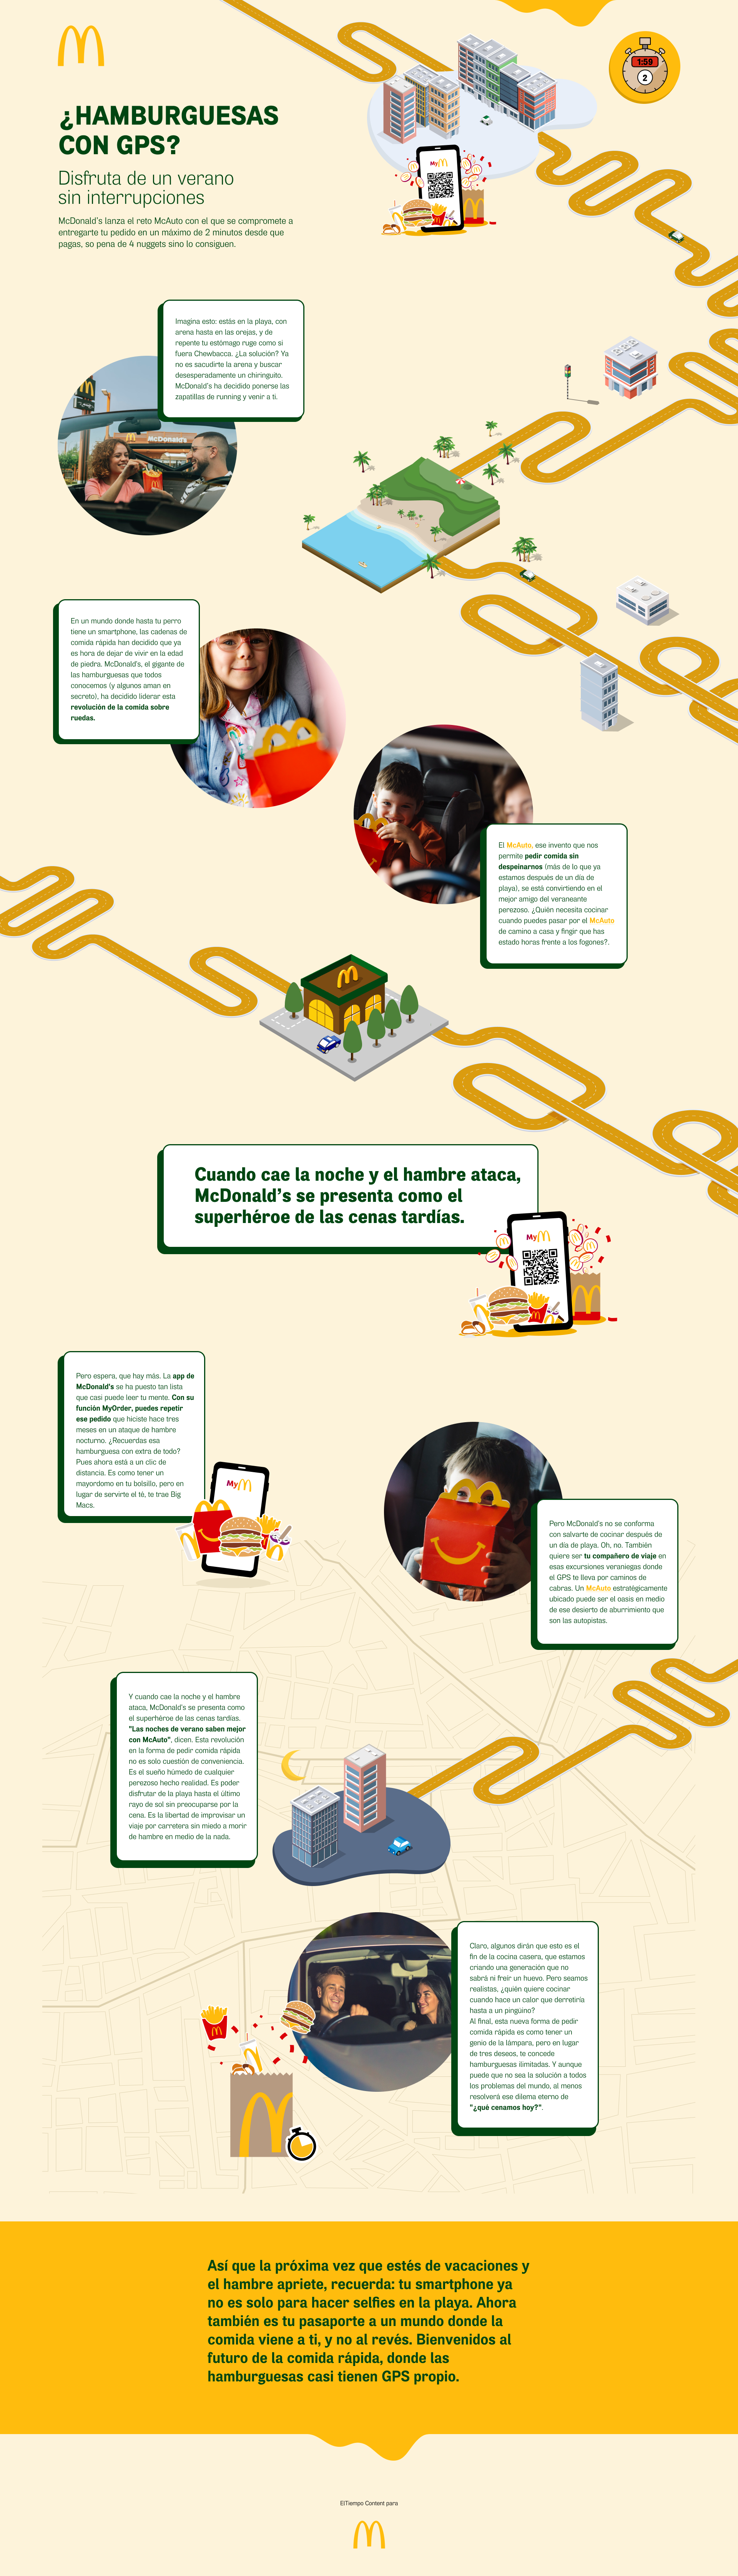 1:59
2
¿HAMBURGUESAS
CON GPS?
Disfruta de un verano
sin interrupciones
McDonald's lanza el reto McAuto con el que se compromete a
entregarte tu pedido en un máximo de 2 minutos desde que
pagas, so pena de 4 nuggets sino lo consiguen.
My
Imagina esto: estás en la playa, con
arena hasta en las orejas, y de
repente tu estómago ruge como si
fuera Chewbacca. ¿La solución? Ya
no es sacudirte la arena y buscar
desesperadamente un chiringuito.
McDonald's ha decidido ponerse las
zapatillas de running y venir a ti.
McDonald's
En un mundo donde hasta tu perro
tiene un smartphone, las cadenas de
comida rápida han decidido que ya
es hora de dejar de vivir en la edad
de piedra. McDonald's, el gigante de
las hamburguesas que todos
conocemos (y algunos aman en
secreto), ha decidido liderar esta
revolución de la comida sobre
ruedas.
El McAuto, ese invento que nos
permite pedir comida sin
despeinarnos (más de lo que ya
estamos después de un día de
playa), se está convirtiendo en el
mejor amigo del veraneante
perezoso. ¿Quién necesita cocinar
cuando puedes pasar por el McAuto
de camino a casa y fingir que has
estado horas frente a los fogones?.
Cuando cae la noche y el hambre ataca,
McDonald's se presenta como el
superhéroe de las cenas tardías.
My
Pero espera, que hay más. La app de
McDonald's se ha puesto tan lista
que casi puede leer tu mente. Con su
función MyOrder, puedes repetir
ese pedido que hiciste hace tres
meses en un ataque de hambre
nocturno. ¿Recuerdas esa
hamburguesa con extra de todo?
Pues ahora está a un clic de
distancia. Es como tener un
mayordomo en tu bolsillo, pero en
lugar de servirte el té, te trae Big
Macs.
My
Pero McDonald's no se conforma
con salvarte de cocinar después de
un día de playa. Oh, no. También
quiere ser tu compañero de viaje en
esas excursiones veraniegas donde
el GPS te lleva por caminos de
cabras. Un McAuto estratégicamente
ubicado puede ser el oasis en medio
de ese desierto de aburrimiento que
son las autopistas.
Y cuando cae la noche y el hambre
ataca, McDonald's se presenta como
el superhéroe de las cenas tardías.
"Las noches de verano saben mejor
con McAuto", dicen. Esta revolución
en la forma de pedir comida rápida
no es solo cuestión de conveniencia.
Es el sueño húmedo de cualquier
perezoso hecho realidad. Es poder
disfrutar de la playa hasta el último
rayo de sol sin preocuparse por la
cena. Es la libertad de improvisar un
viaje por carretera sin miedo a morir
de hambre en medio de la nada.
Claro, algunos dirán que esto es el
fin de la cocina casera, que estamos
criando una generación que no
sabrá ni freír un huevo. Pero seamos
realistas, ¿quién quiere cocinar
cuando hace un calor que derretiría
hasta a un pingüino?
Al final, esta nueva forma de pedir
comida rápida es como tener un
genio de la lámpara, pero en lugar
de tres deseos, te concede
hamburguesas ilimitadas. Y aunque
puede que no sea la solución a todos
los problemas del mundo, al menos
resolverá ese dilema eterno de
"¿qué cenamos hoy?".
Así que la próxima vez que estés de vacaciones y
el hambre apriete, recuerda: tu smartphone ya
no es solo para hacer selfies en la playa. Ahora
también es tu pasaporte a un mundo donde la
comida viene a ti, y no al revés. Bienvenidos al
futuro de la comida rápida, donde las
hamburguesas casi tienen GPS propio.
ElTiempo Content para